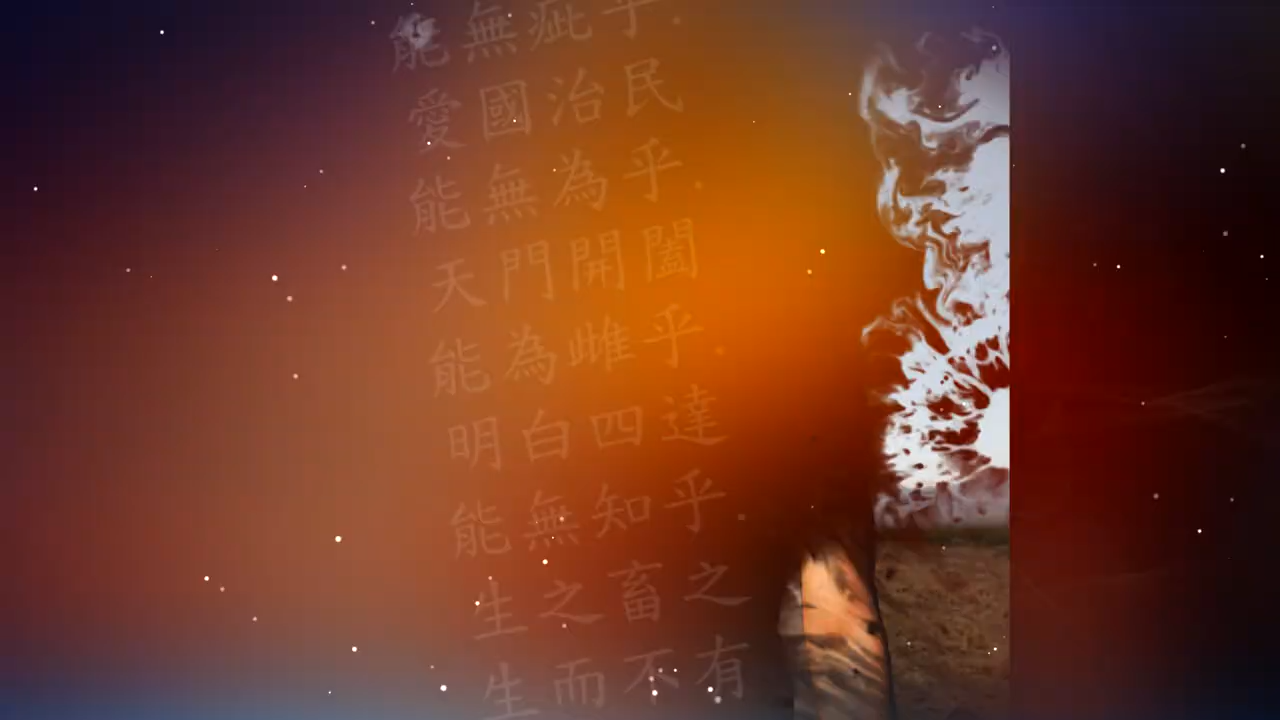 能無疵乎.
愛國治民
能無為乎.
天門開闔
能為雌乎.
明白四達
能無知乎.
生之畜之
生而不有